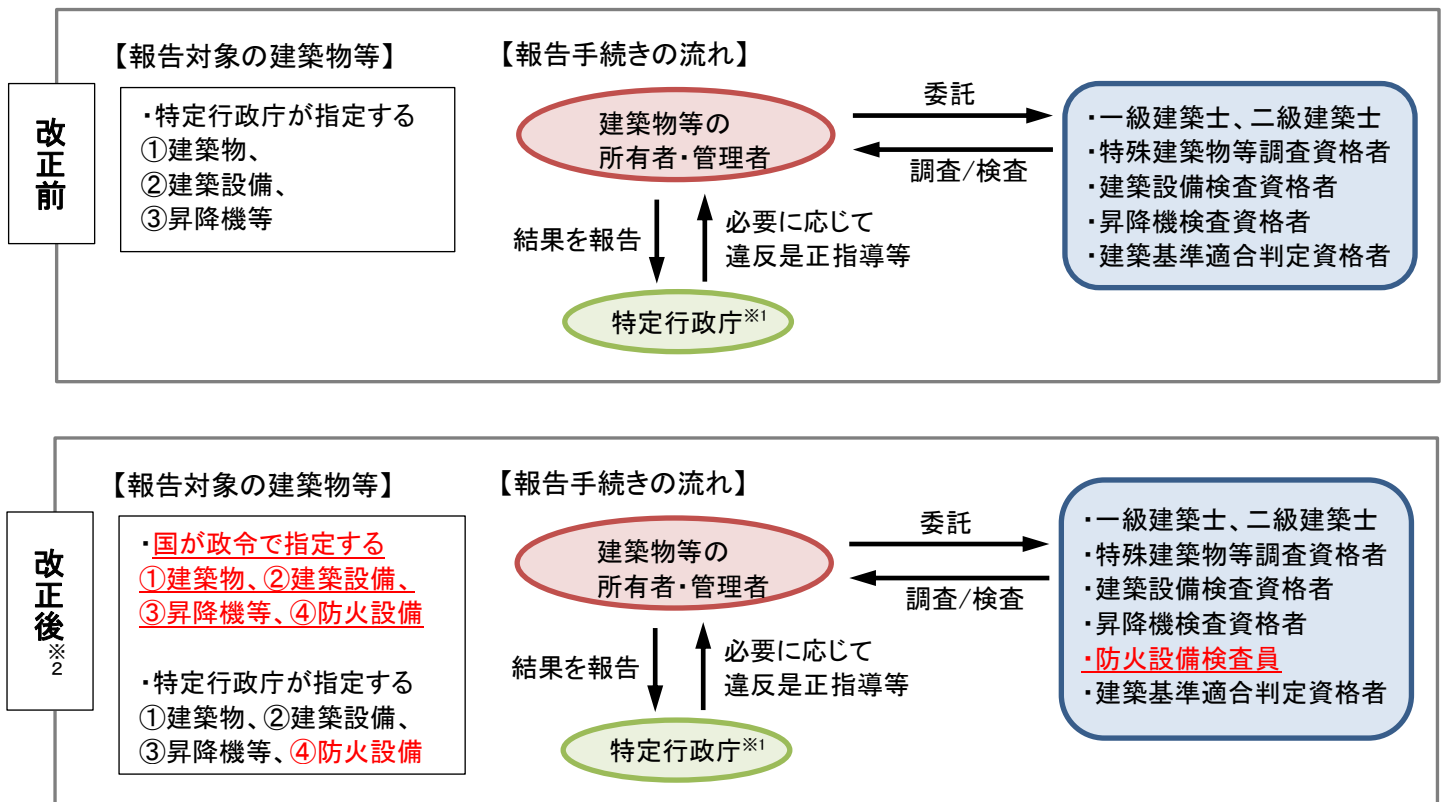 改正前
【報告対象の建築物等】
・特定行政庁が指定する
①建築物、
②建築設備、
③昇降機等
【報告手続きの流れ】
建築物等の
所有者・管理者
委託
調査/検査
・一級建築士、二級建築士
・特殊建築物等調査資格者
・建築設備検査資格者
・昇降機検査資格者
・建築基準適合判定資格者
結果を報告
必要に応じて
違反是正指導等
特定行政庁※1
改正後※2
【報告対象の建築物等】
・国が政令で指定する
①建築物、②建築設備、
③昇降機等、④防火設備
・特定行政庁が指定する
①建築物、②建築設備、
③昇降機等、④防火設備
【報告手続きの流れ】
建築物等の
所有者・管理者
委託
調査/検査
・一級建築士、二級建築士
・特殊建築物等調査資格者
・建築設備検査資格者
・昇降機検査資格者
・防火設備検査員
・建築基準適合判定資格者
結果を報告
必要に応じて
違反是正指導等
特定行政庁※1